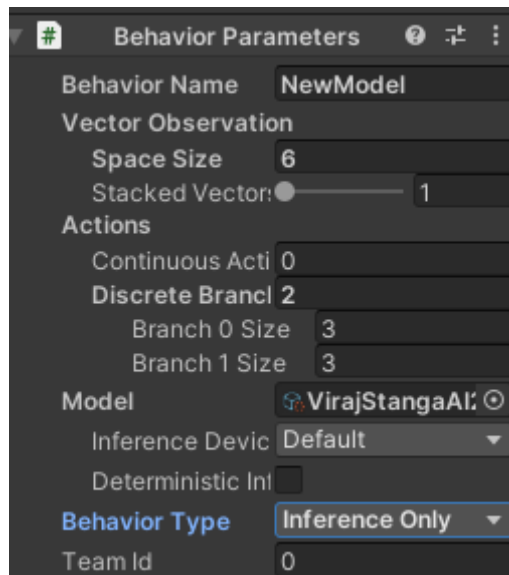 # Behavior Parameters
Behavior Name NewModel
Vector Observation
Space Size 6
Stacked Vector 1
Actions
Continuous Acti 0
Discrete Branch 2
Branch 0 Size 3
Branch 1 Size 3
Model VirajStangaAI2
Inference Devic Default
Deterministic Inf
Behavior Type Inference Only
Team Id 0